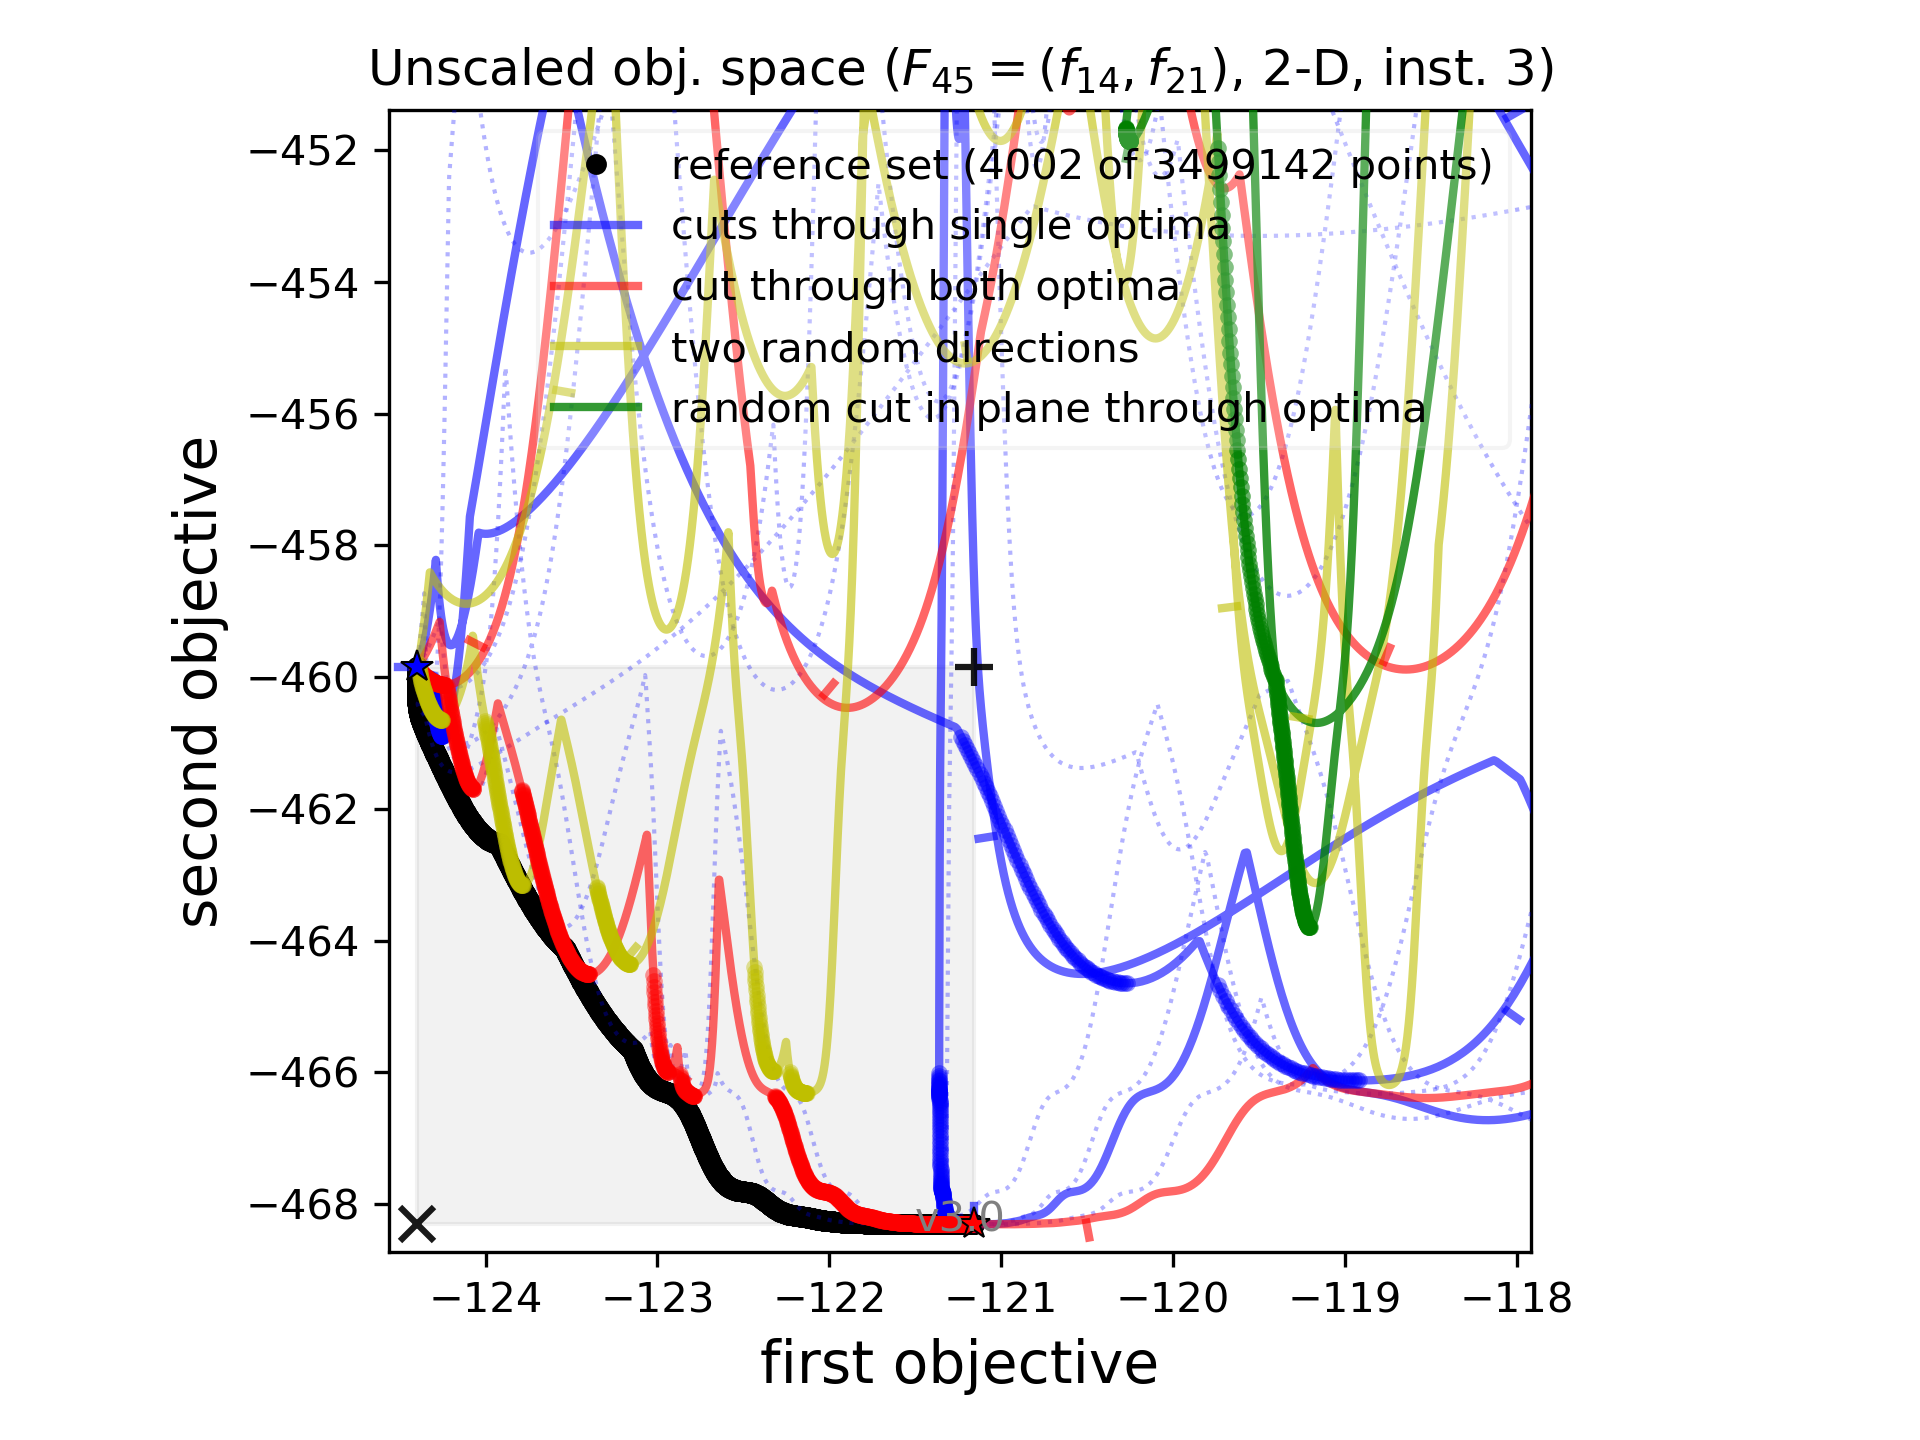 Unscaled obj. space (F45 = (f14, f21), 2-D, inst. 3)
reference set (4002 of 3499142 points)
cuts through single optima
cut through both optima
two random directions
random cut in plane through optima
second objective
−452
−454
−456
−458
−460
−462
−464
−466
−468
v3.0
−124
−123
−122
−121
−120
−119
−118
first objective